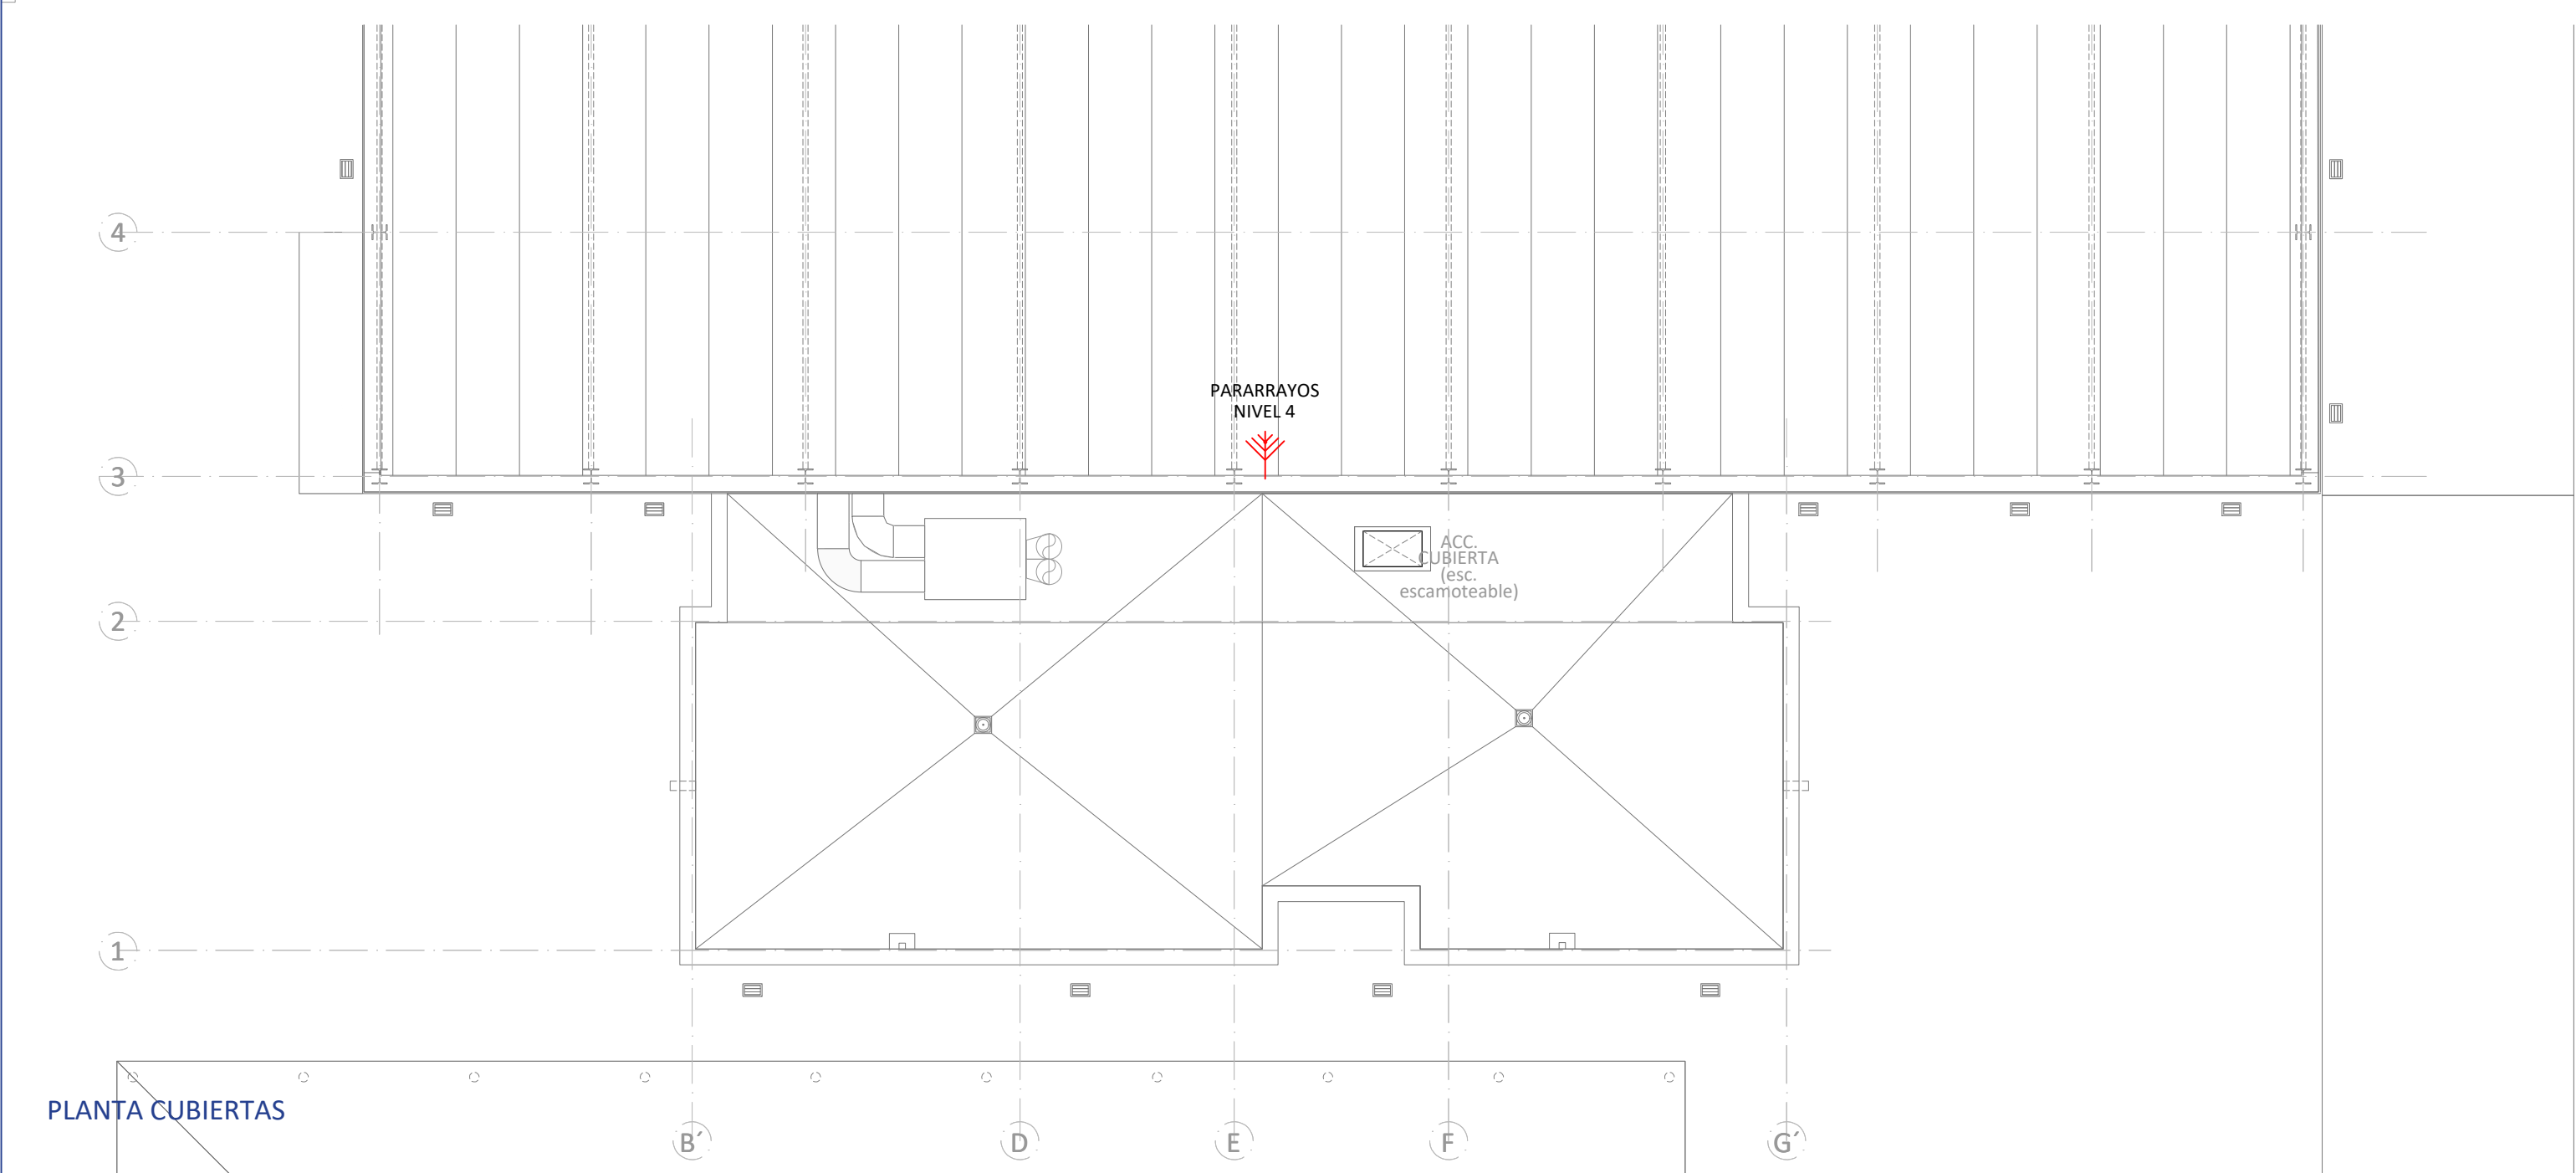 4
PARARRAYOS
NIVEL 4
3
ACC.
CUBIERTA
(esc.
escamoteable)
2
1
PLANTA CUBIERTAS
B´
D
E
F
G´